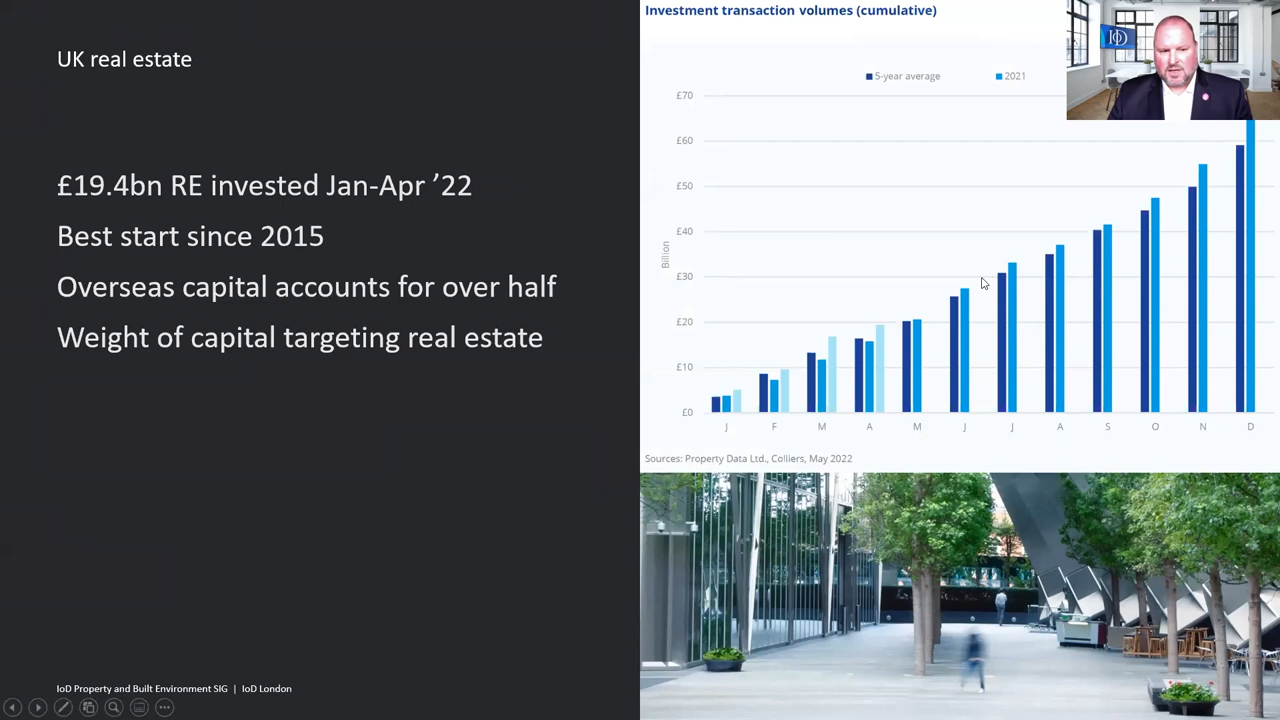 UK real estate
£19.4bn RE invested Jan-Apr ’22
Best start since 2015
Overseas capital accounts for over half
Weight of capital targeting real estate
IoD Property and Built Environment SIG | IoD London
Investment transaction volumes (cumulative)
5-year average 2021
Billion
£70
£60
£50
£40
£30
£20
£10
£0
J F M A M J J A S O N D
Sources: Property Data Ltd., Colliers, May 2022
IoD